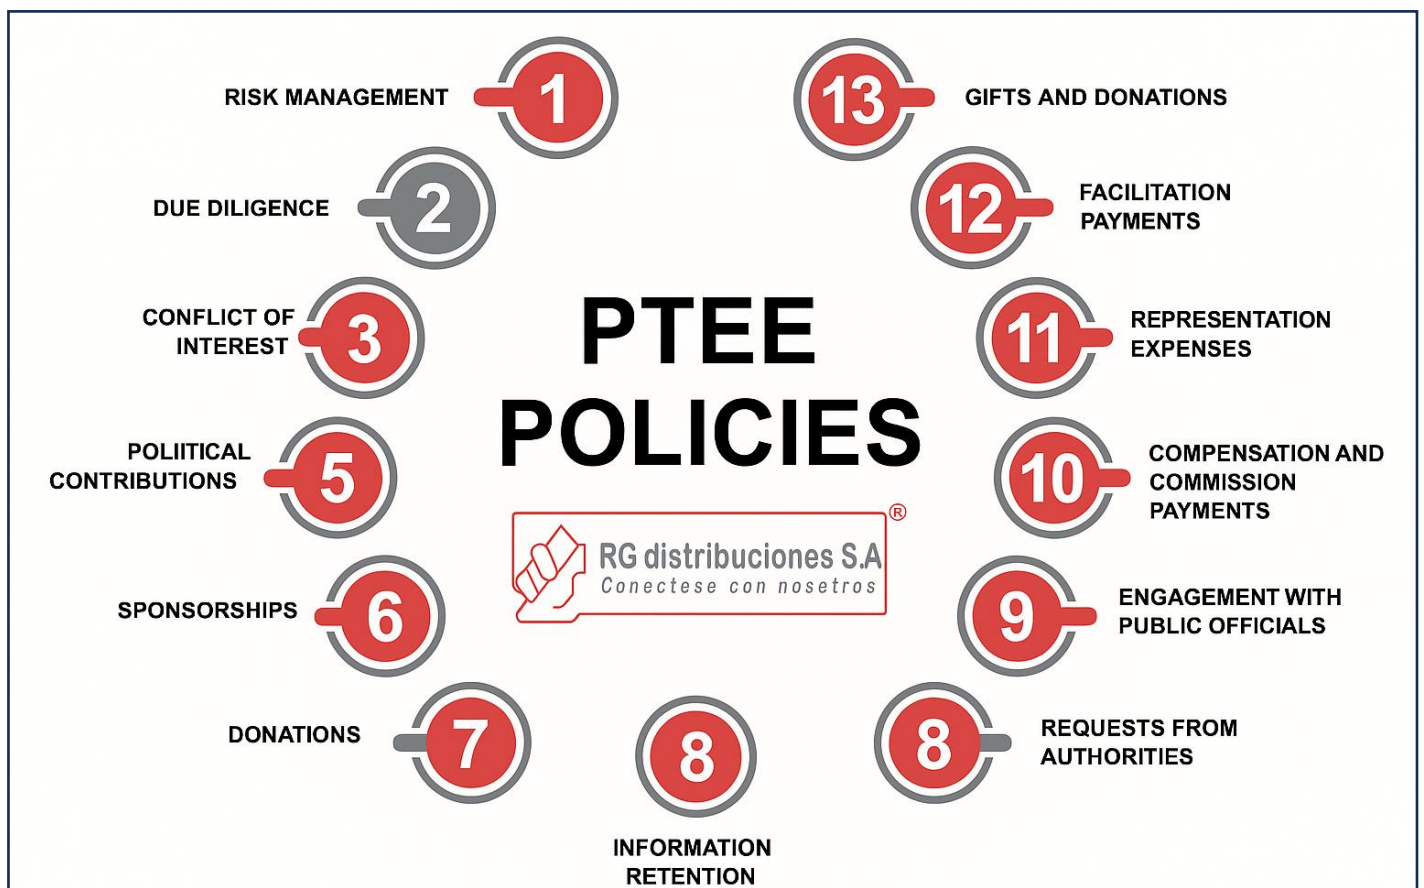 RISK MANAGEMENT
1
DUE DILIGENCE
2
CONFLICT OF
INTEREST
3
POLIITICAL
CONTRIBUTIONS
5
SPONSORSHIPS
6
DONATIONS
7
8
INFORMATION
RETENTION
8
REQUESTS FROM
AUTHORITIES
9
ENGAGEMENT WITH
PUBLIC OFFICIALS
10
COMPENSATION AND
COMMISSION
PAYMENTS
11
REPRESENTATION
EXPENSES
12
FACILITATION
PAYMENTS
13
GIFTS AND DONATIONS
PTEE
POLICIES
RG distribuciones S.A
®
Conectese con nosetros